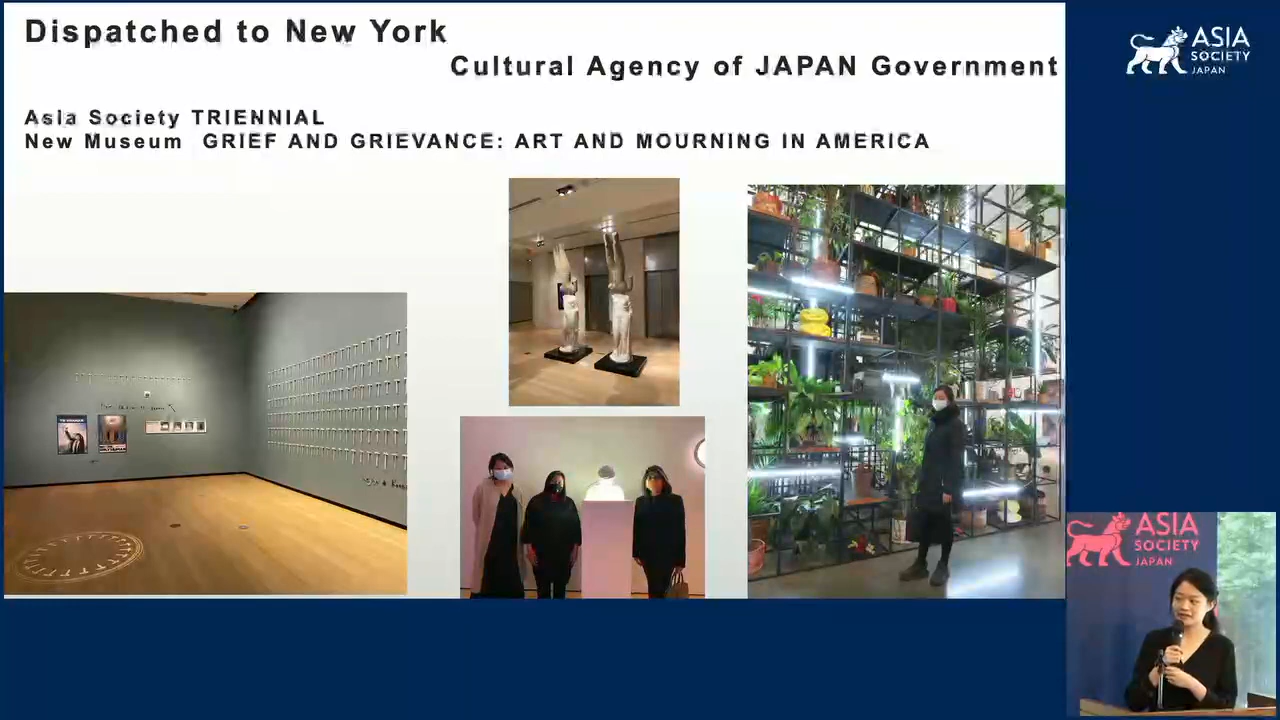 Dispatched to New York
Cultural Agency of JAPAN Government
Asia Society TRIENNIAL
New Museum GRIEF AND GRIEVANCE: ART AND MOURNING IN AMERICA
ASIA
SOCIETY
JAPAN
ASIA
SOCIETY
JAPAN